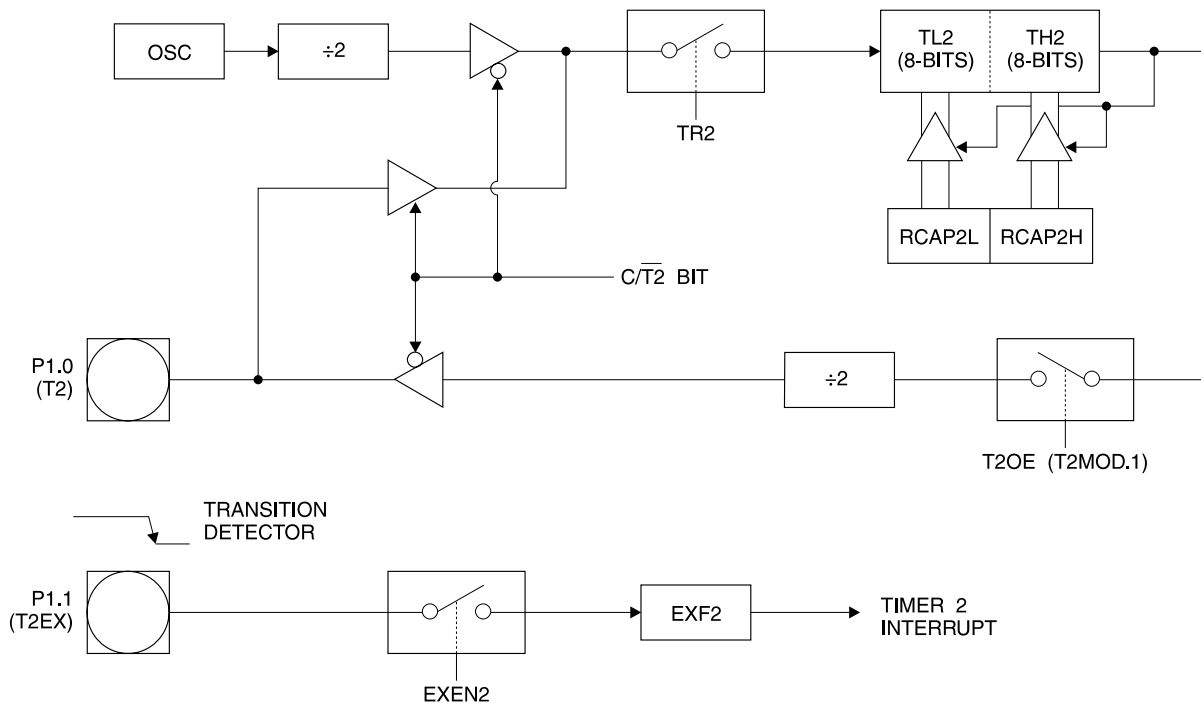 OSC
÷2
TR2
TL2
(8-BITS)
TH2
(8-BITS)
RCAP2L
RCAP2H
C/T2 BIT
P1.0
(T2)
÷2
T2OE (T2MOD.1)
TRANSITION
DETECTOR
P1.1
(T2EX)
EXEN2
EXF2
TIMER 2
INTERRUPT